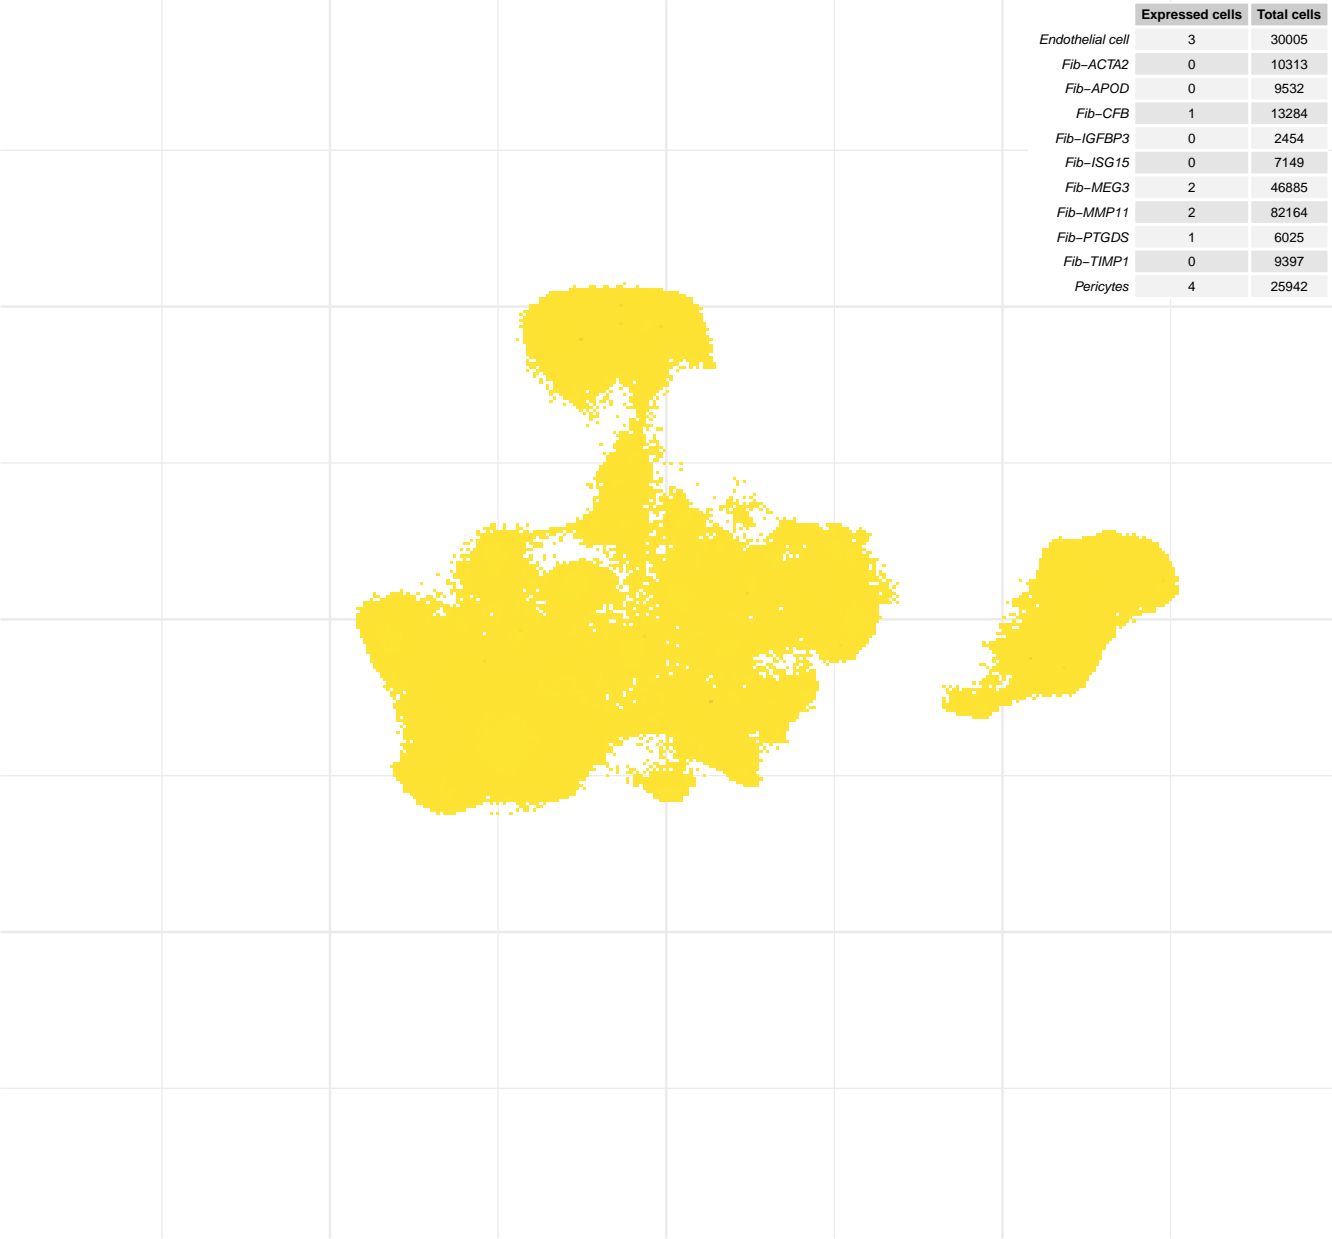 Expressed cells Total cells
Endothelial cell 3 30005
Fib−ACTA2 0 10313
Fib−APOD 0 9532
Fib−CFB 1 13284
Fib−IGFBP3 0 2454
Fib−ISG15 0 7149
Fib−MEG3 2 46885
Fib−MMP11 2 82164
Fib−PTGDS 1 6025
Fib−TIMP1 0 9397
Pericytes 4 25942